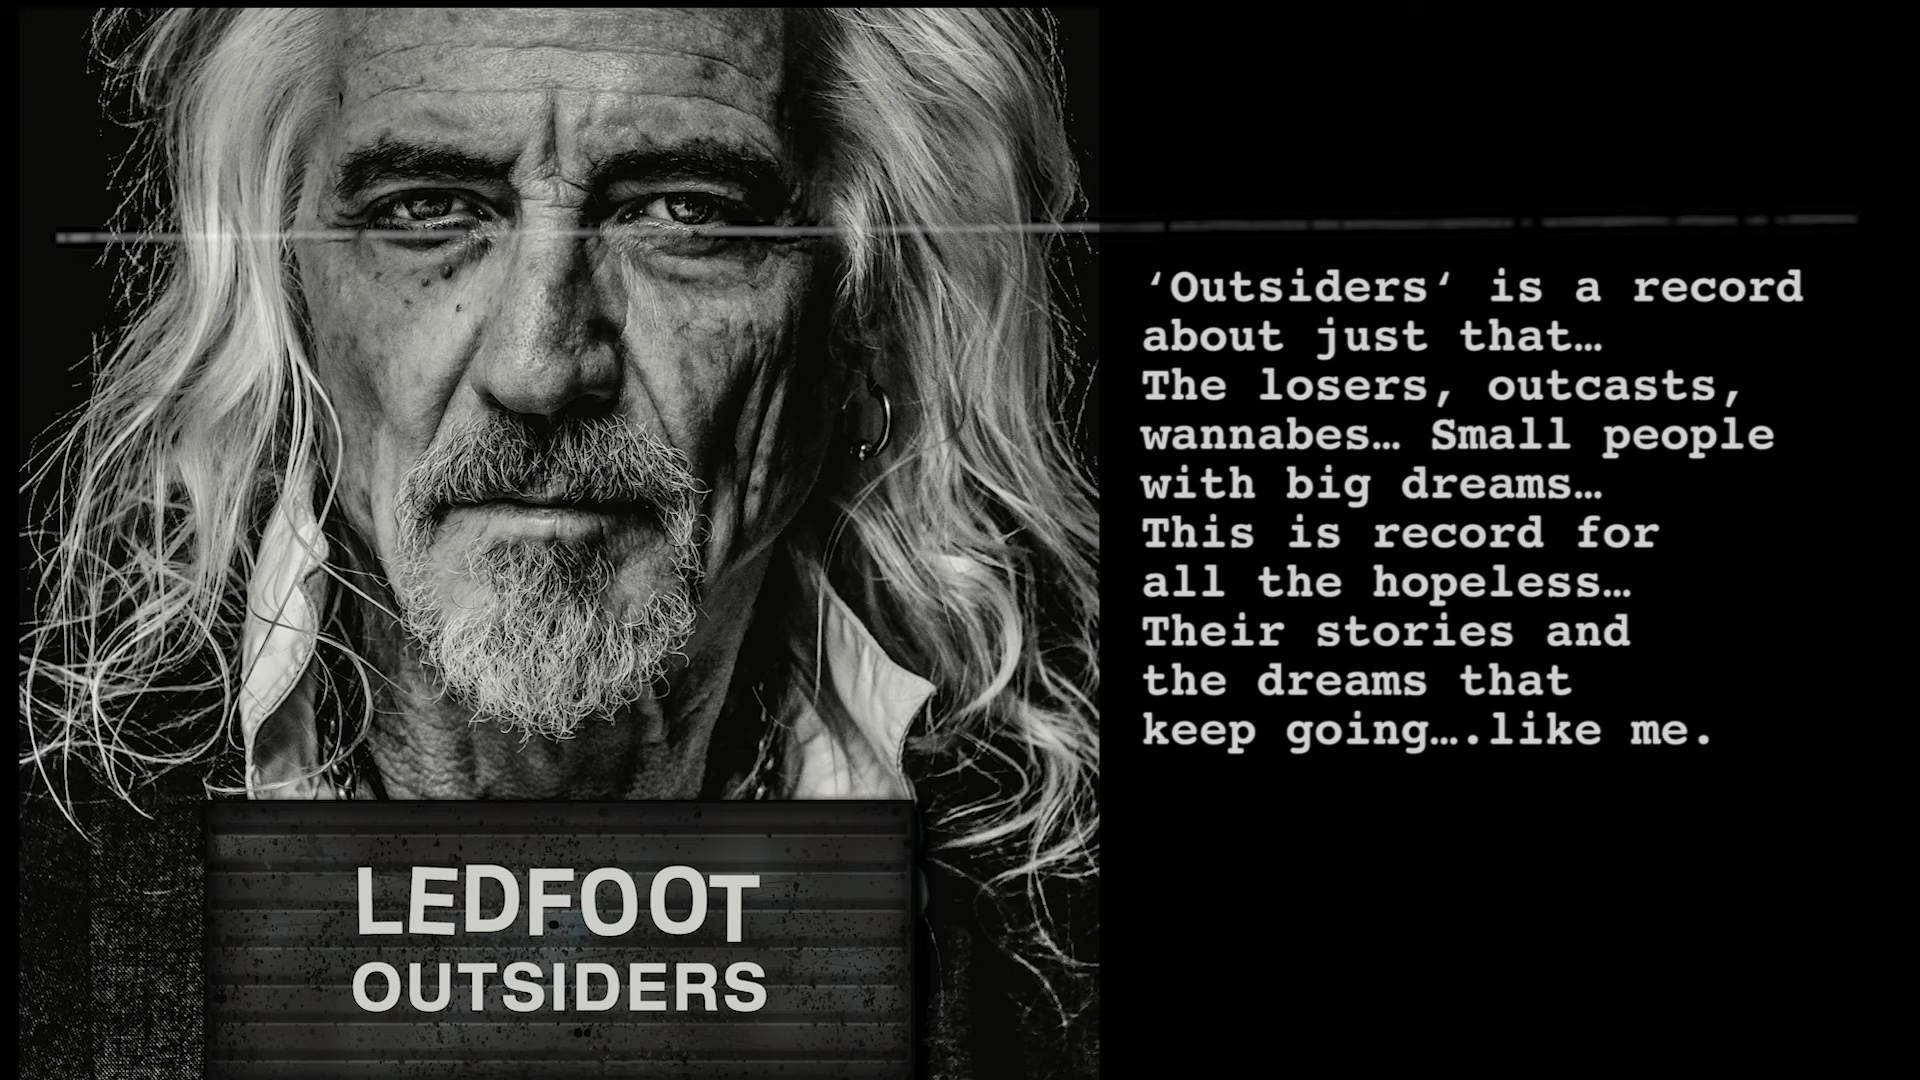 LEDFOOT
OUTSIDERS
‘Outsiders‘ is a record
about just that…
The losers, outcasts,
wannabes… Small people
with big dreams…
This is record for
all the hopeless…
Their stories and
the dreams that
keep going….like me.